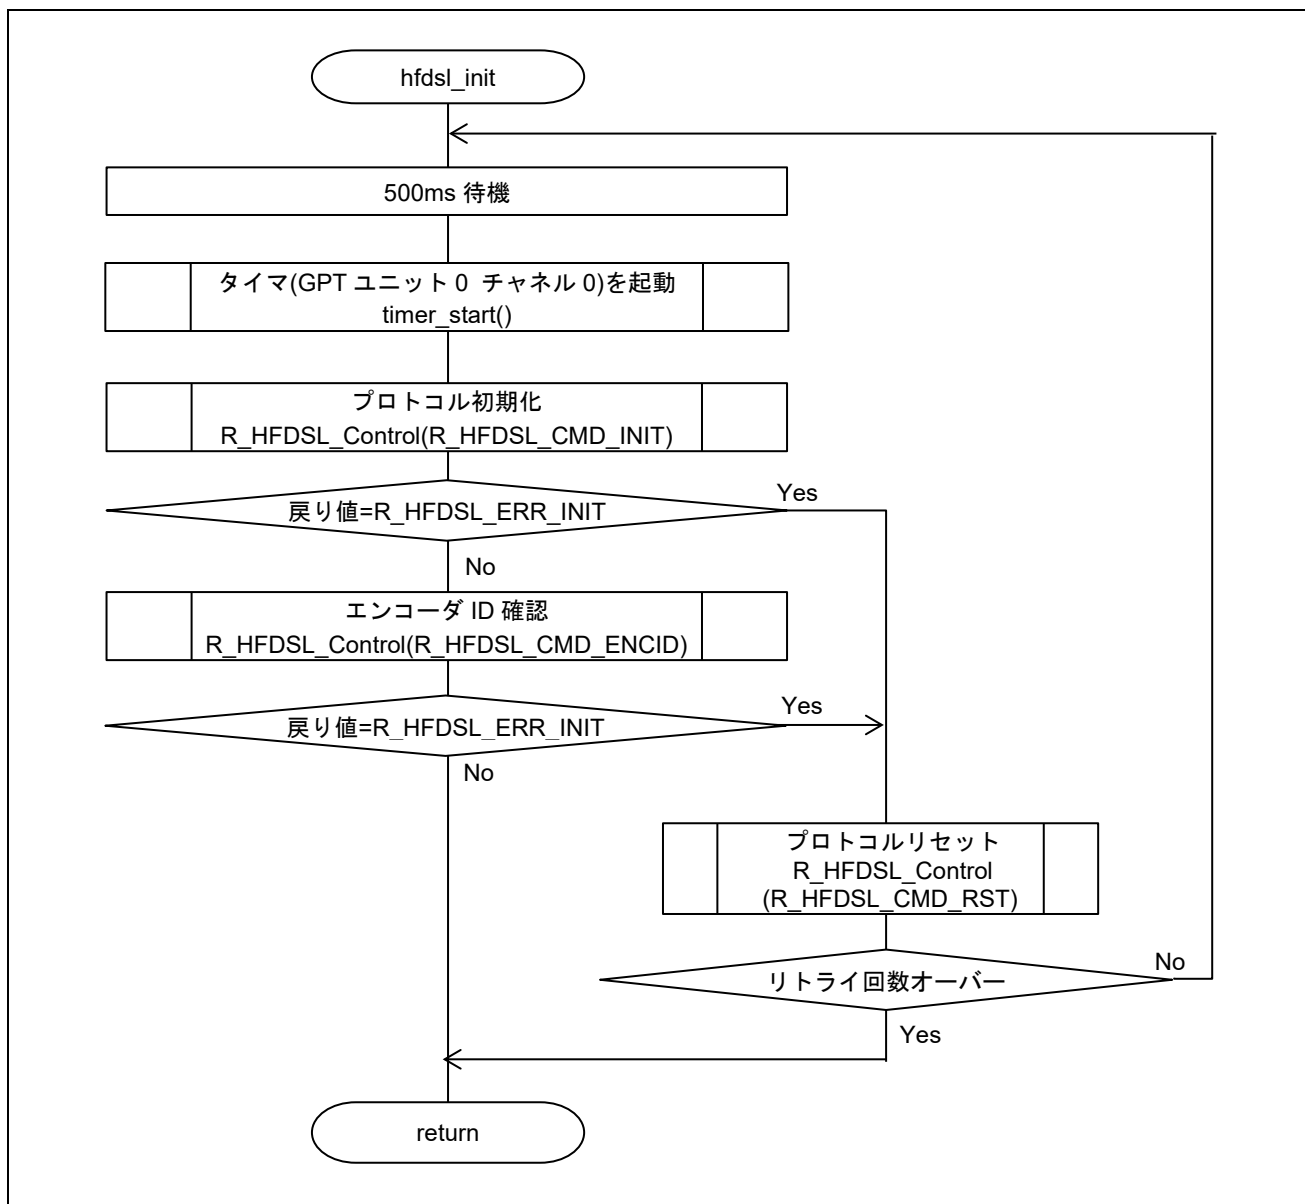 hfdsl_init
500ms 待機
タイマ(GPT ユニット 0 チャネル 0)を起動
timer_start()
プロトコル初期化
R_HFDSL_Control(R_HFDSL_CMD_INIT)
戻り値=R_HFDSL_ERR_INIT
Yes
No
エンコーダ ID 確認
R_HFDSL_Control(R_HFDSL_CMD_ENCID)
戻り値=R_HFDSL_ERR_INIT
Yes
No
プロトコルリセット
R_HFDSL_Control
(R_HFDSL_CMD_RST)
リトライ回数オーバー
No
Yes
return